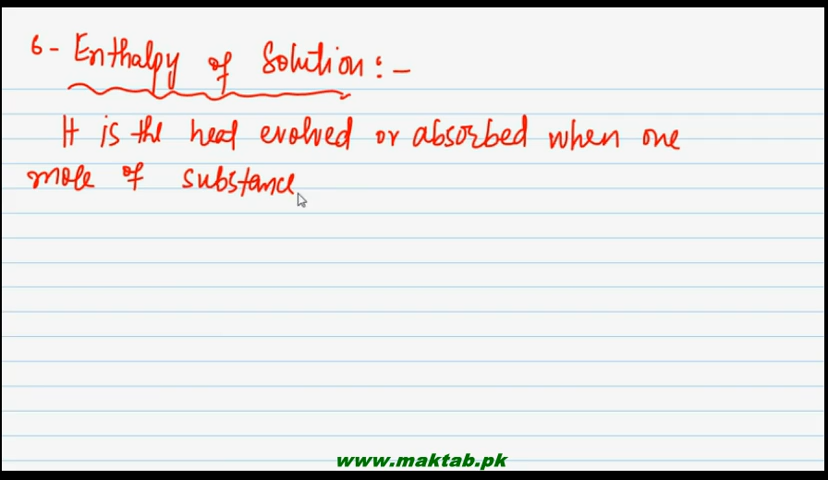 6- Enthalpy of Solution:-
It is the heat evolved or absorbed when one
mole of substance
www.maktab.pk